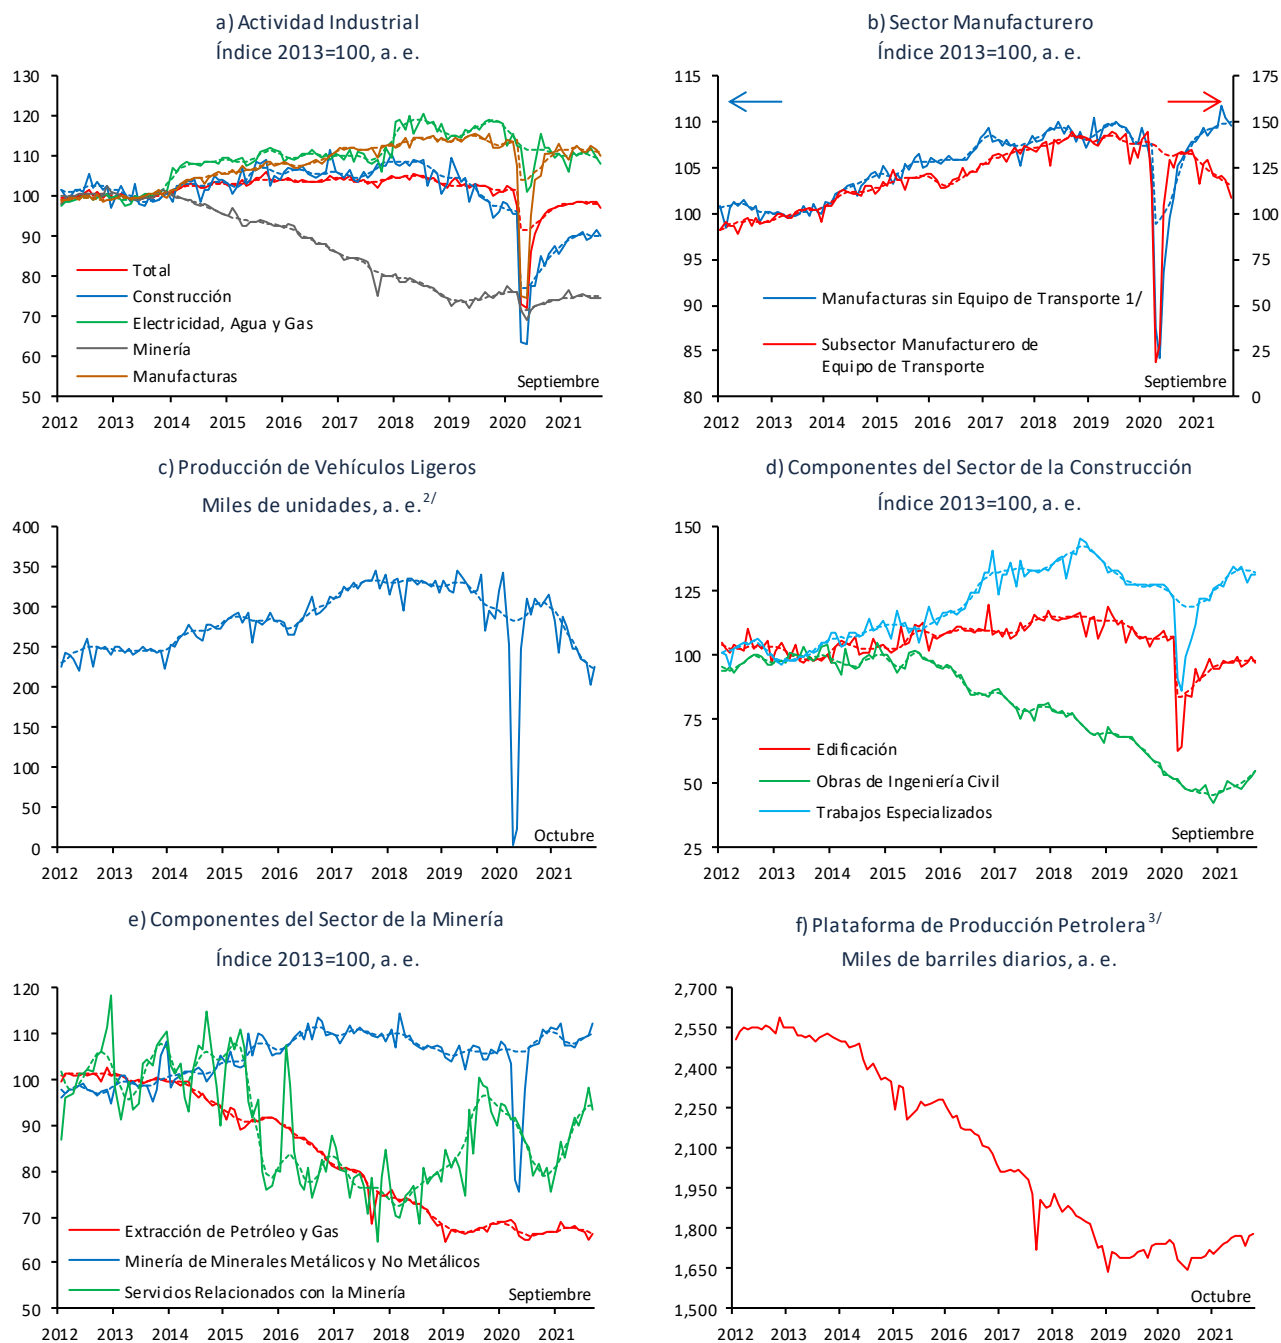 a) Actividad Industrial
Índice 2013=100, a. e.
130
120
110
100
90
80
70
60
50
Total
Construcción
Electricidad, Agua y Gas
Minería
Manufacturas
Septiembre
2012 2013 2014 2015 2016 2017 2018 2019 2020 2021
b) Sector Manufacturero
Índice 2013=100, a. e.
115
110
105
100
95
90
85
80
175
150
125
100
75
50
25
0
Manufacturas sin Equipo de Transporte 1/
Subsector Manufacturero de
Equipo de Transporte
Septiembre
2012 2013 2014 2015 2016 2017 2018 2019 2020 2021
c) Producción de Vehículos Ligeros
Miles de unidades, a. e.2/
400
350
300
250
200
150
100
50
0
Octubre
2012 2013 2014 2015 2016 2017 2018 2019 2020 2021
d) Componentes del Sector de la Construcción
Índice 2013=100, a. e.
150
125
100
75
50
25
Edificación
Obras de Ingeniería Civil
Trabajos Especializados
Septiembre
2012 2013 2014 2015 2016 2017 2018 2019 2020 2021
e) Componentes del Sector de la Minería
Índice 2013=100, a. e.
120
110
100
90
80
70
60
50
Extracción de Petróleo y Gas
Minería de Minerales Metálicos y No Metálicos
Servicios Relacionados con la Minería
Septiembre
2012 2013 2014 2015 2016 2017 2018 2019 2020 2021
f) Plataforma de Producción Petrolera3/
Miles de barriles diarios, a. e.
2,700
2,550
2,400
2,250
2,100
1,950
1,800
1,650
1,500
Octubre
2012 2013 2014 2015 2016 2017 2018 2019 2020 2021